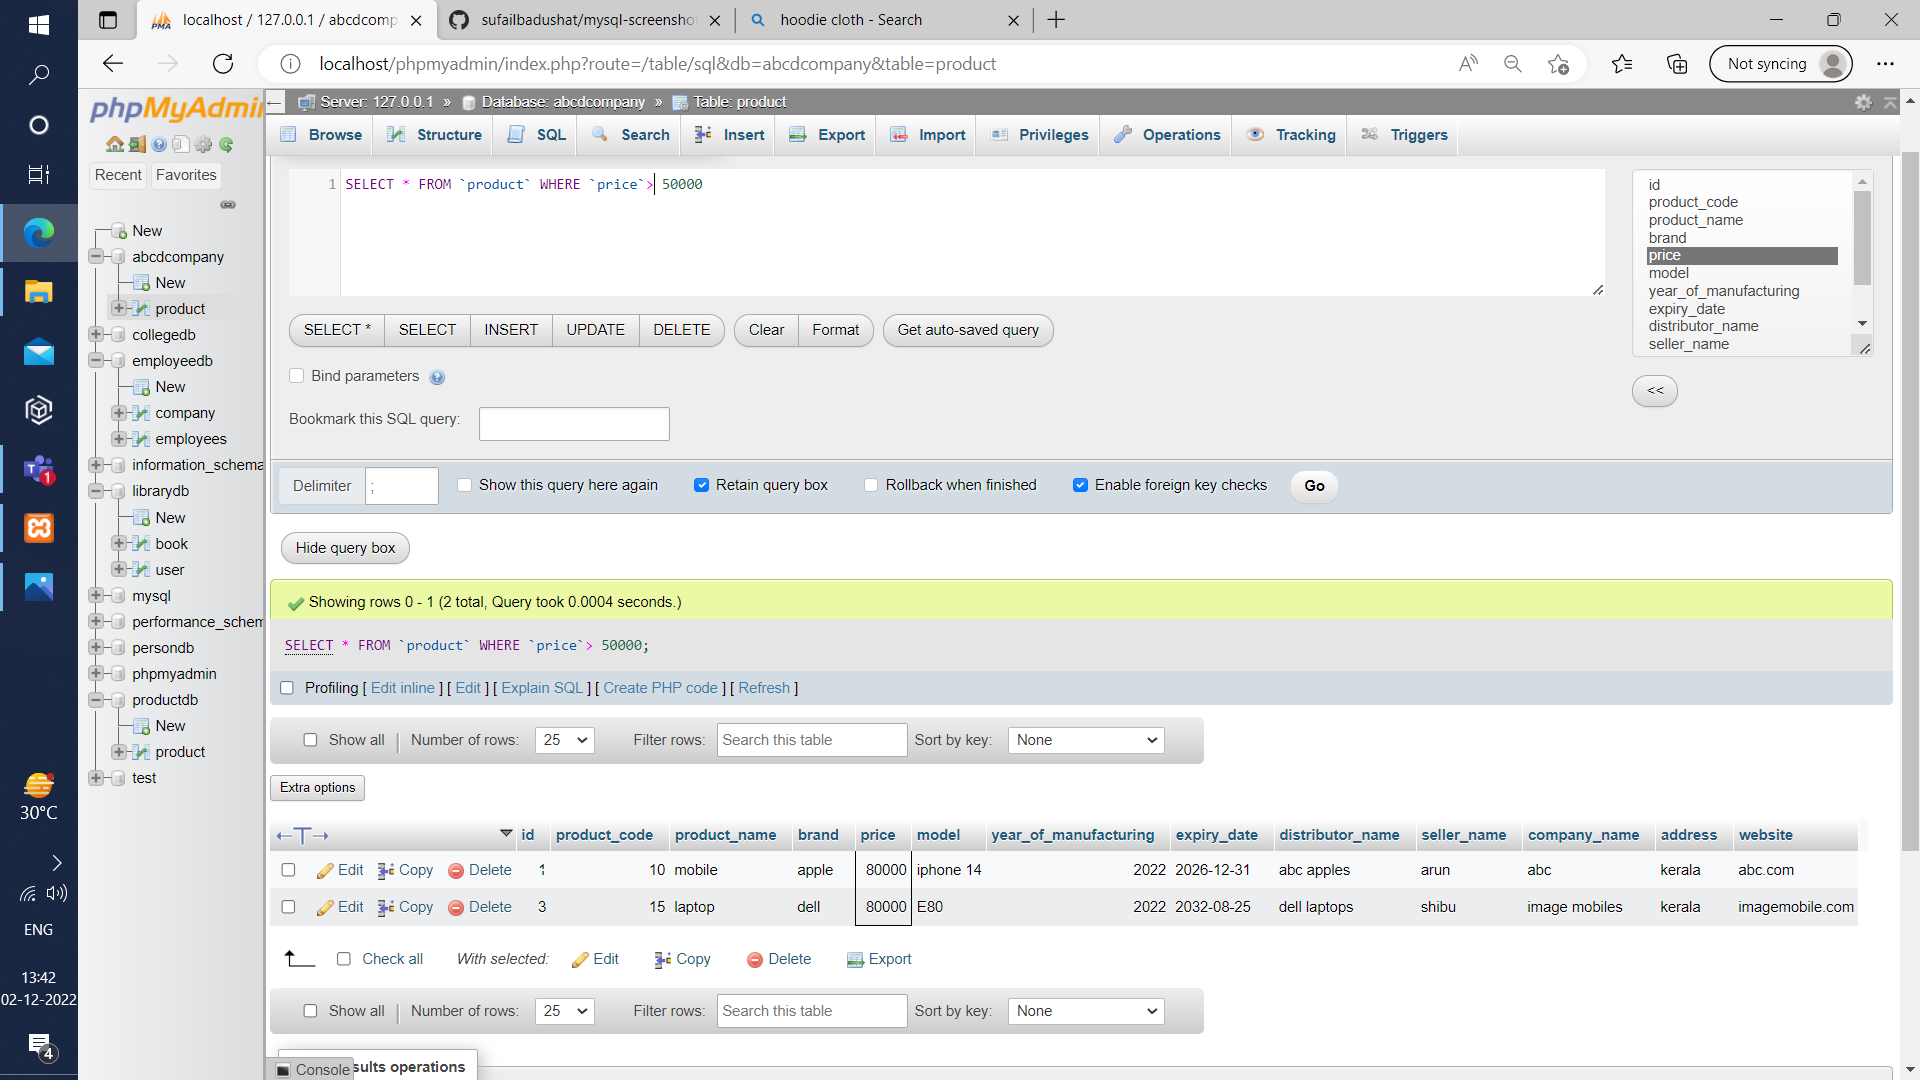 localhost / 127.0.0.1 / abcdcomp
sufailbadushat/mysql-screensho
hoodie cloth - Search
localhost/phpmyadmin/index.php?route=/table/sql&db=abcdcompany&table=product
Not syncing
phpMyAdmin
Server: 127.0.0.1 » Database: abcdcompany » Table: product
Browse Structure SQL Search Insert Export Import Privileges Operations Tracking Triggers
Recent Favorites
New
abcdcompany
New
product
collegedb
employeedb
New
company
employees
information_schema
librarydb
New
book
user
mysql
performance_schem
persondb
phpmyadmin
productdb
New
product
test
1 SELECT * FROM `product` WHERE `price`> 50000
id
product_code
product_name
brand
price
model
year_of_manufacturing
expiry_date
distributor_name
seller_name
<<
SELECT * SELECT INSERT UPDATE DELETE Clear Format Get auto-saved query
Bind parameters
Bookmark this SQL query:
Delimiter ; Show this query here again Retain query box Rollback when finished Enable foreign key checks Go
Hide query box
Showing rows 0 - 1 (2 total, Query took 0.0004 seconds.)
SELECT * FROM `product` WHERE `price`> 50000;
Profiling [ Edit inline ] [ Edit ] [ Explain SQL ] [ Create PHP code ] [ Refresh ]
Show all | Number of rows: 25 Filter rows: Search this table Sort by key: None
Extra options
←T→ id product_code product_name brand price model year_of_manufacturing expiry_date distributor_name seller_name company_name address website
Edit Copy Delete 1 10 mobile apple 80000 iphone 14 2022 2026-12-31 abc apples arun abc kerala abc.com
Edit Copy Delete 3 15 laptop dell 80000 E80 2022 2032-08-25 dell laptops shibu image mobiles kerala imagemobile.com
Check all With selected: Edit Copy Delete Export
Show all | Number of rows: 25 Filter rows: Search this table Sort by key: None
Console sults operations
1
30°C
ENG
13:42
02-12-2022
4